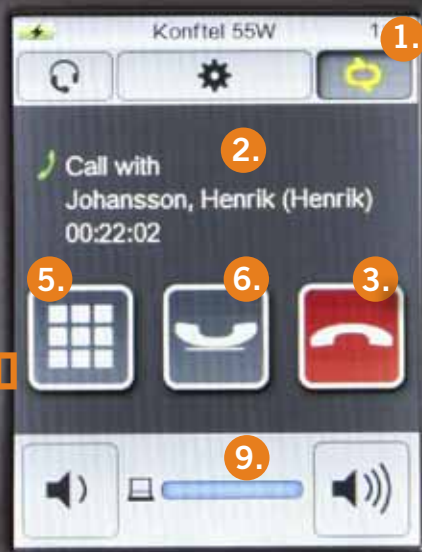 Konftel 55W
1.
2.
Call with
Johansson, Henrik (Henrik)
00:22:02
5.
6.
3.
9.